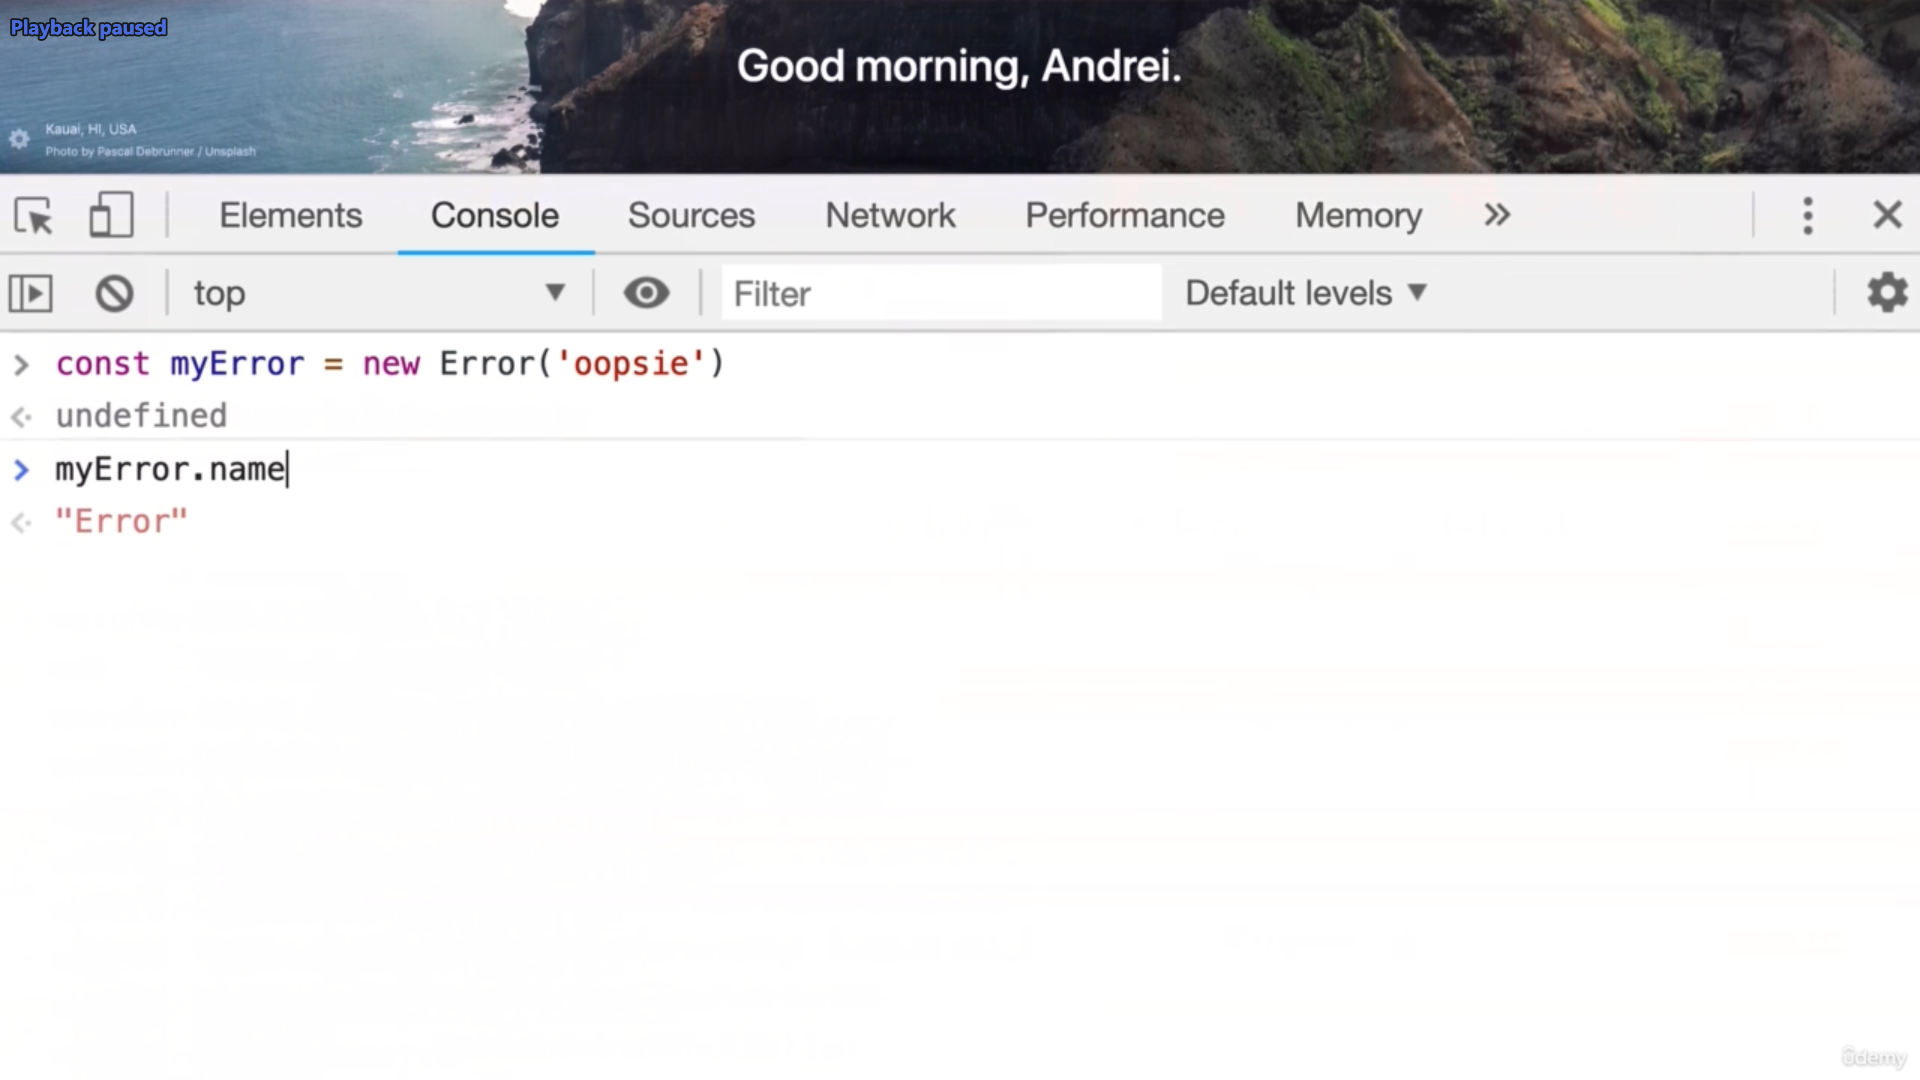 Playback paused
Good morning, Andrei.
Kauai, HI, USA
Photo by Pascal Debrunner / Unsplash
Elements Console Sources Network Performance Memory »
top ▼ Filter Default levels ▼
> const myError = new Error('oopsie')
undefined
> myError.name
"Error"
ûdemy